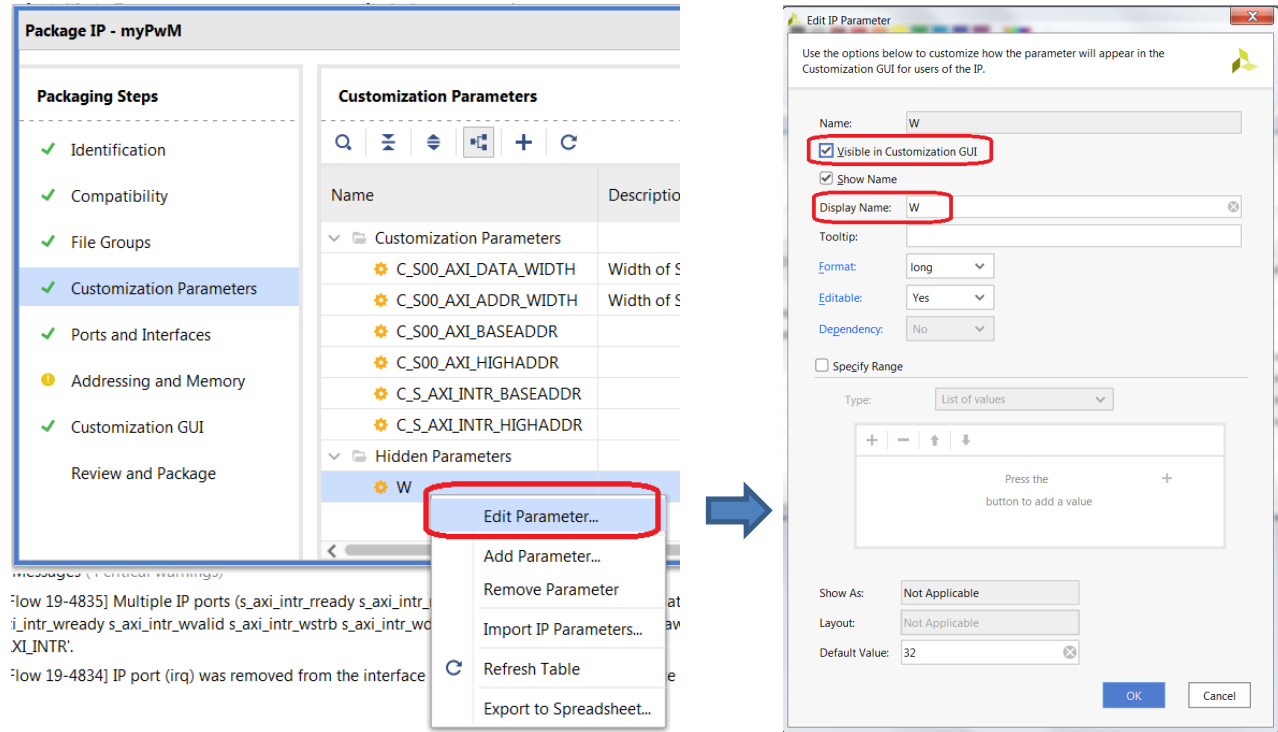 Package IP - myPwM
Packaging Steps
Identification
Compatibility
File Groups
Customization Parameters
Ports and Interfaces
Addressing and Memory
Customization GUI
Review and Package
Customization Parameters
Name
Descriptio
Customization Parameters
C_S00_AXI_DATA_WIDTH
Width of S
C_S00_AXI_ADDR_WIDTH
Width of S
C_S00_AXI_BASEADDR
C_S00_AXI_HIGHADDR
C_S_AXI_INTR_BASEADDR
C_S_AXI_INTR_HIGHADDR
Hidden Parameters
W
Edit Parameter...
Add Parameter...
Remove Parameter
Import IP Parameters...
Refresh Table
Export to Spreadsheet...
Messages (4 critical warnings)
Flow 19-4835] Multiple IP ports (s_axi_intr_rready s_axi_intr_ at
i_intr_wready s_axi_intr_wvalid s_axi_intr_wstrb s_axi_intr_wd aw
XI_INTR'.
Flow 19-4834] IP port (irq) was removed from the interface e
Edit IP Parameter
Use the options below to customize how the parameter will appear in the
Customization GUI for users of the IP.
Name: W
Visible in Customization GUI
Show Name
Display Name: W
Tooltip:
Format: long
Editable: Yes
Dependency: No
Specify Range
Type: List of values
Press the +
button to add a value
Show As: Not Applicable
Layout: Not Applicable
Default Value: 32
OK
Cancel